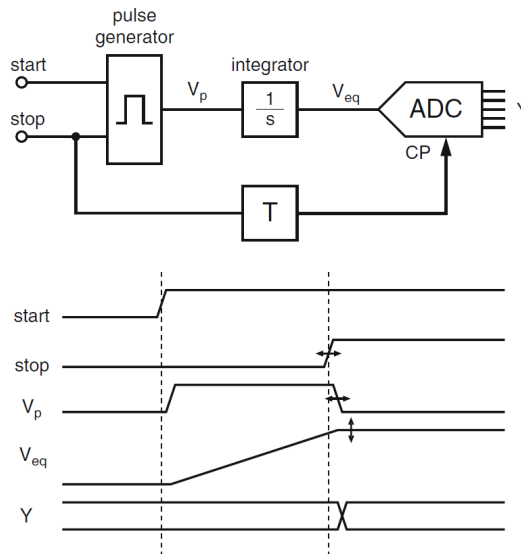 pulse
generator
start
stop
V_p
integrator
1
s
V_eq
ADC
Y
CP
T
start
stop
V_p
V_eq
Y